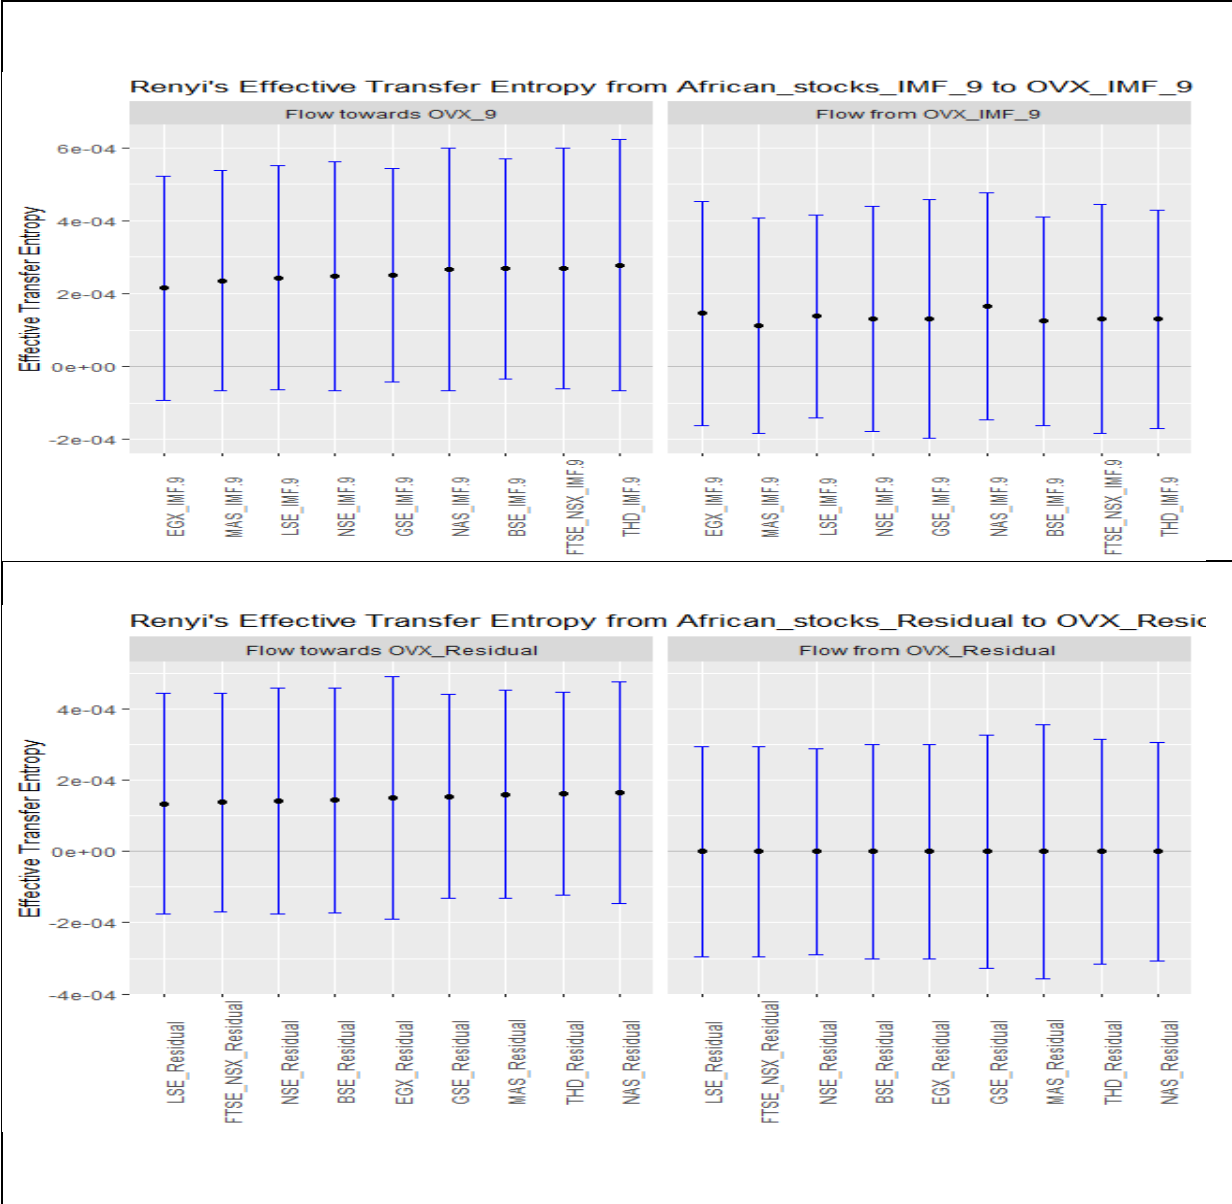 Renyi's Effective Transfer Entropy from African_stocks_IMF_9 to OVX_IMF_9
Flow towards OVX_9
Flow from OVX_IMF_9
Effective Transfer Entropy
6e-04
4e-04
2e-04
0e+00
-2e-04
EGX_IMF.9
MAS_IMF.9
LSE_IMF.9
NSE_IMF.9
GSE_IMF.9
NAS_IMF.9
BSE_IMF.9
FTSE_NSX_IMF.9
THD_IMF.9
EGX_IMF.9
MAS_IMF.9
LSE_IMF.9
NSE_IMF.9
GSE_IMF.9
NAS_IMF.9
BSE_IMF.9
FTSE_NSX_IMF.9
THD_IMF.9
Renyi's Effective Transfer Entropy from African_stocks_Residual to OVX_Resic
Flow towards OVX_Residual
Flow from OVX_Residual
Effective Transfer Entropy
4e-04
2e-04
0e+00
-2e-04
-4e-04
LSE_Residual
FTSE_NSX_Residual
NSE_Residual
BSE_Residual
EGX_Residual
GSE_Residual
MAS_Residual
THD_Residual
NAS_Residual
LSE_Residual
FTSE_NSX_Residual
NSE_Residual
BSE_Residual
EGX_Residual
GSE_Residual
MAS_Residual
THD_Residual
NAS_Residual